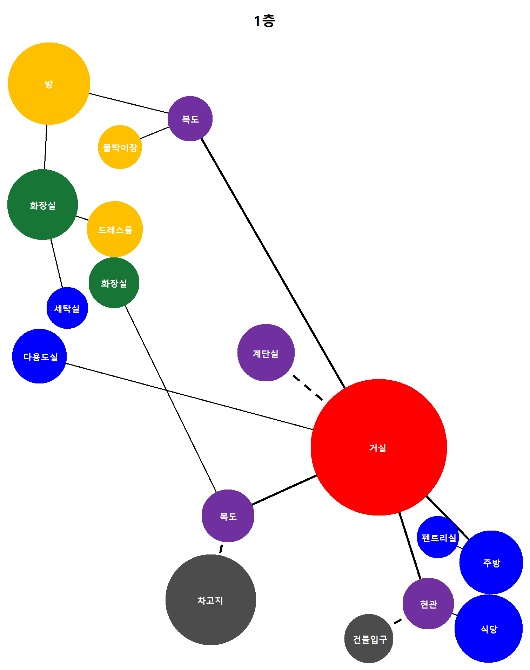 1층
방
복도
붙박이장
화장실
드레스룸
화장실
세탁실
계단실
다용도실
거실
복도
펜트리실
주방
차고지
현관
식당
건물입구